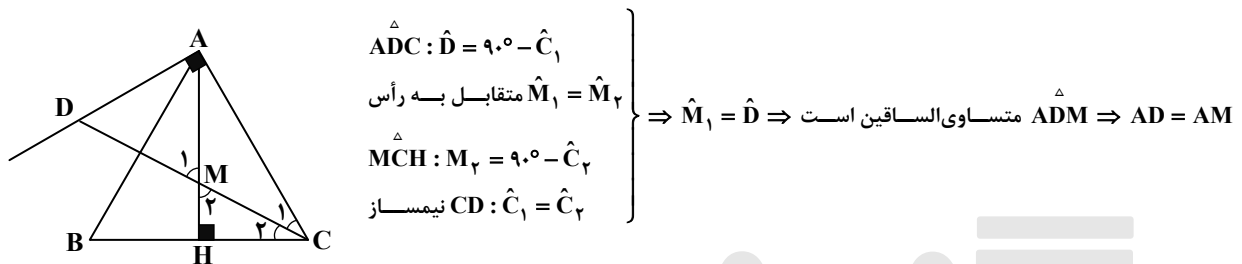 A
D
M
B
H
C
۱
۲
۱
۲
△
ADC : D̂ = ۹۰° − Ĉ۱
M̂۱ = M̂۲ متقابل به رأس
△
MCH : M۲ = ۹۰° − Ĉ۲
CD : Ĉ۱ = Ĉ۲ نیمساز
⇒ M̂۱ = D̂ ⇒ متساوی‌الساقین است ADM△ ⇒ AD = AM